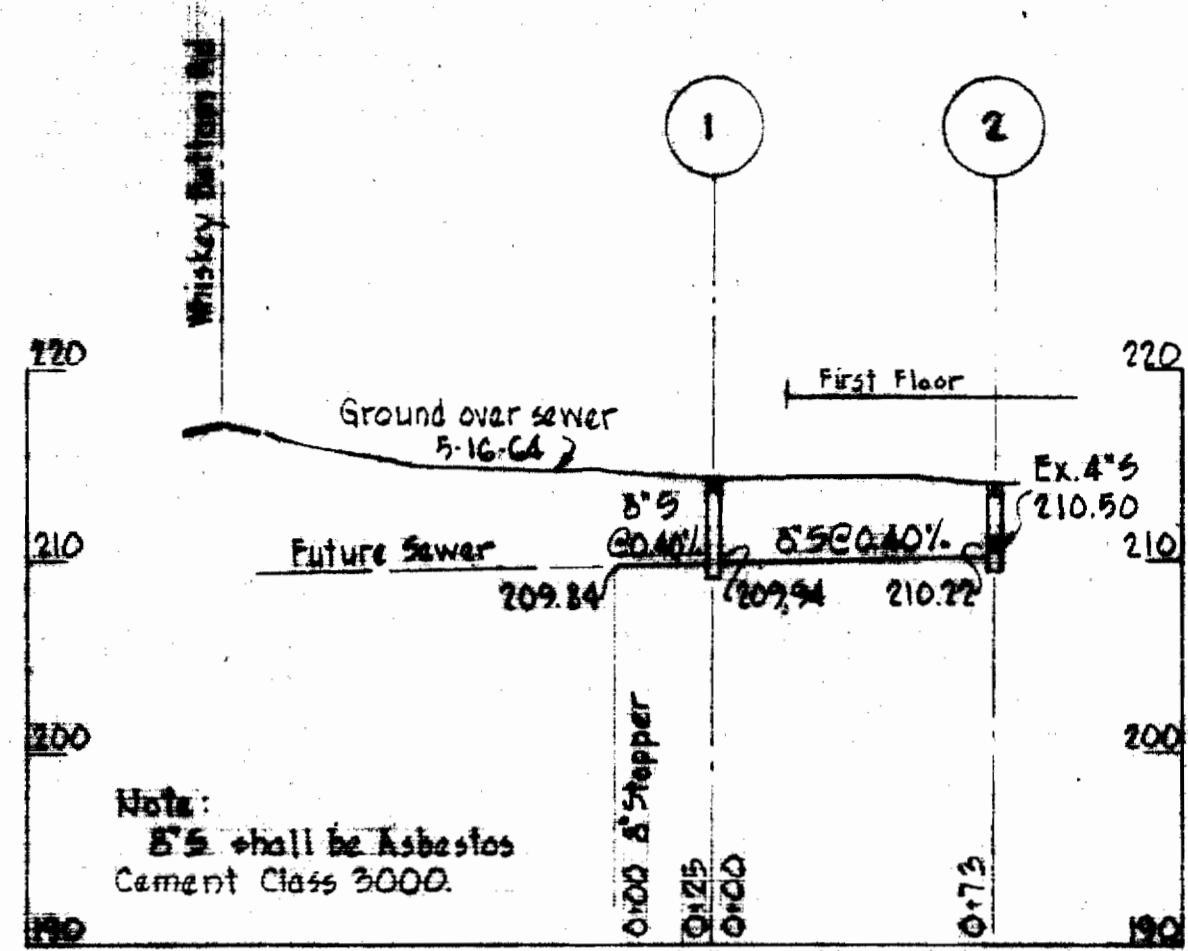 Whiskey Bottom Rd
1
2
220
220
First Floor
Ground over sewer
5-16-64
Ex. 4"S
210.50
8"S
@0.40%
8"S@0.40%
210
210
Future Sewer
209.84
209.94
210.22
200
200
0+00 8" Stopper
0+25
0+00
0+73
Note:
8"S shall be Asbestos
Cement Class 3000.
190
190